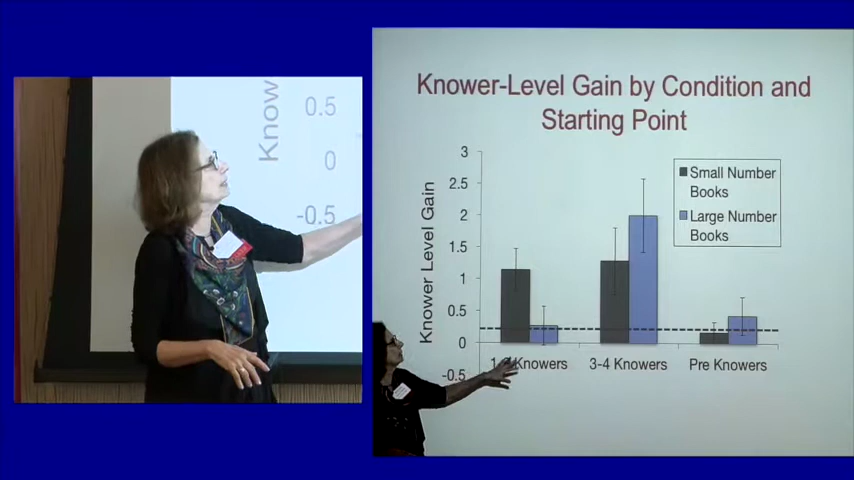 Know
0.5
0
-0.5
Knower-Level Gain by Condition and
Starting Point
Knower Level Gain
3
2.5
2
1.5
1
0.5
0
-0.5
Small Number
Books
Large Number
Books
Knowers
3-4 Knowers
Pre Knowers